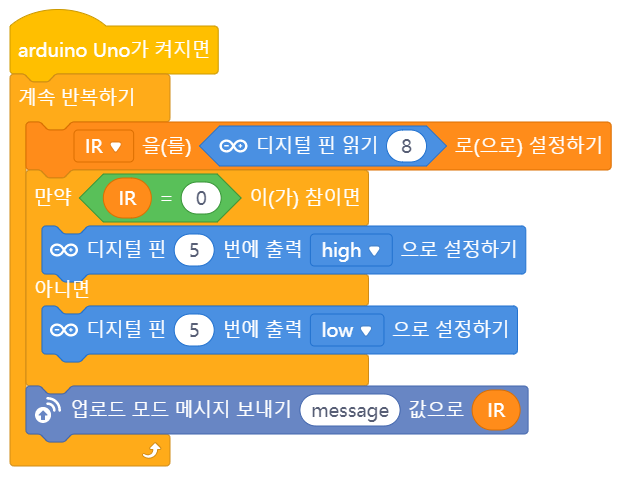 arduino Uno가 켜지면
계속 반복하기
IR 을(를) 디지털 핀 읽기 8 로(으로) 설정하기
만약 IR = 0 이(가) 참이면
디지털 핀 5 번에 출력 high 으로 설정하기
아니면
디지털 핀 5 번에 출력 low 으로 설정하기
업로드 모드 메시지 보내기 message 값으로 IR